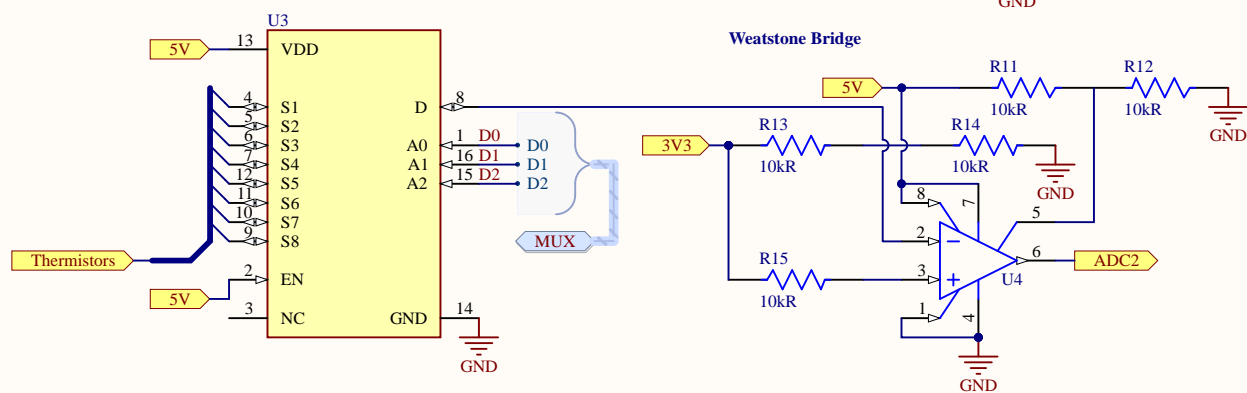 GND
U3
5V
13
VDD
4
S1
5
S2
6
S3
7
S4
12
S5
11
S6
10
S7
9
S8
Thermistors
2
EN
5V
3
NC
D
8
A0
1
D0
D0
A1
16
D1
D1
A2
15
D2
D2
MUX
GND
14
GND
Weatstone Bridge
5V
R11
10kR
R12
10kR
GND
3V3
R13
10kR
R14
10kR
GND
8
7
5
2
6
ADC2
R15
10kR
3
U4
1
4
GND